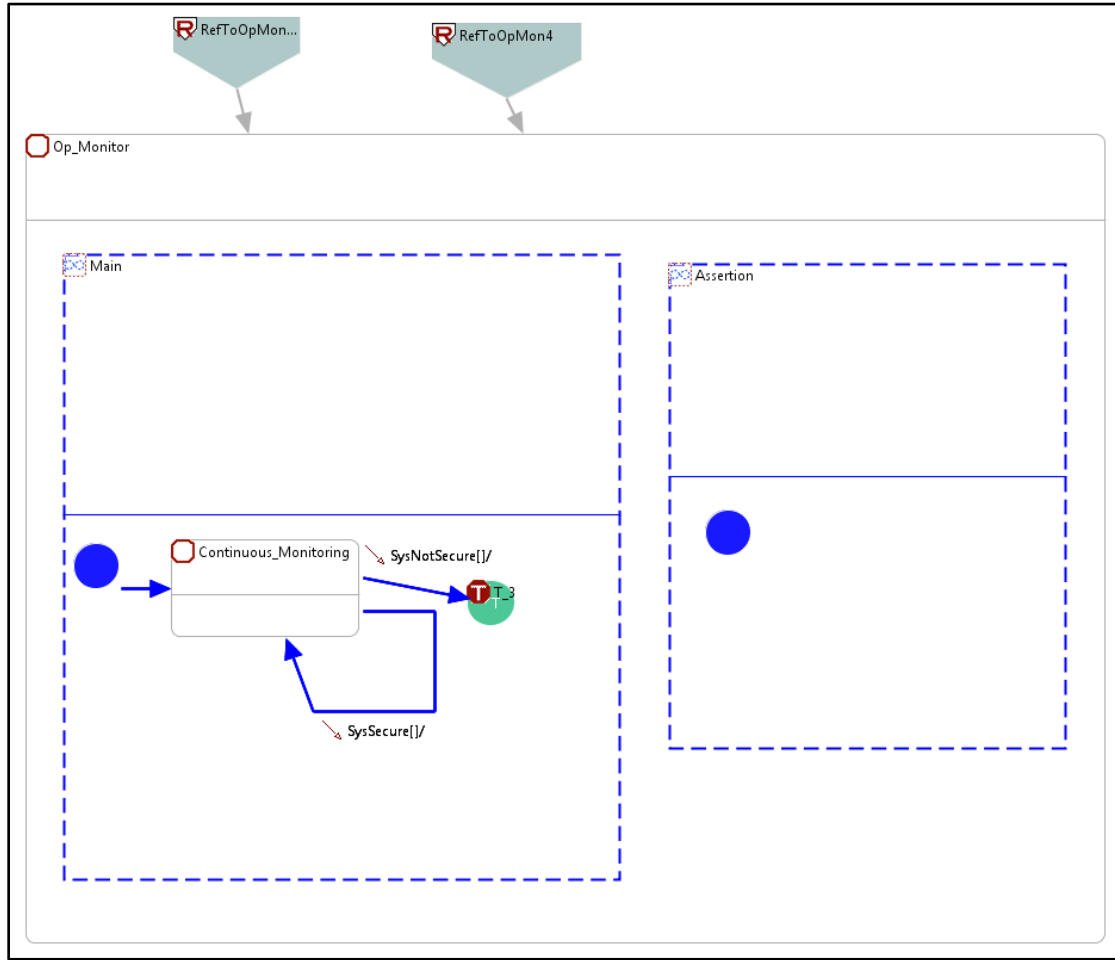 R RefToOpMon...
R RefToOpMon4
Op_Monitor
Main
Assertion
Continuous_Monitoring
SysNotSecure[]/
T T_3
SysSecure[]/